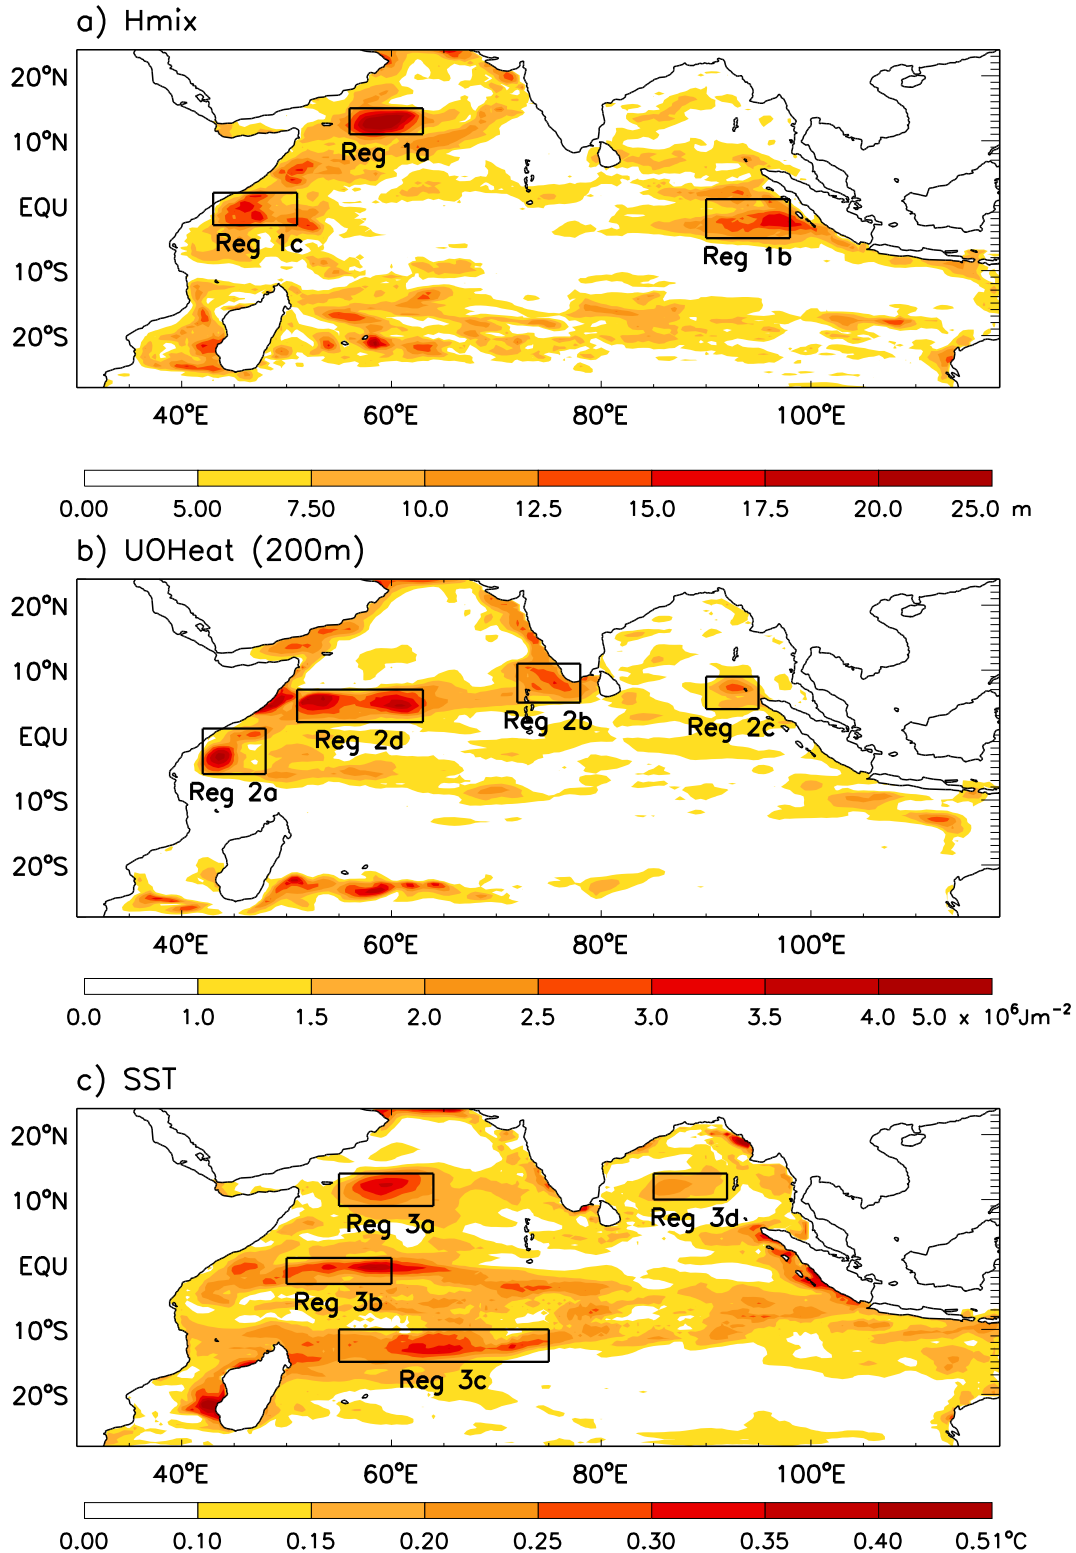 a) Hmix
20°N
10°N
EQU
10°S
20°S
Reg 1a
Reg 1c
Reg 1b
40°E 60°E 80°E 100°E
0.00 5.00 7.50 10.0 12.5 15.0 17.5 20.0 25.0 m
b) UOHeat (200m)
20°N
10°N
EQU
10°S
20°S
Reg 2b
Reg 2c
Reg 2d
Reg 2a
40°E 60°E 80°E 100°E
0.0 1.0 1.5 2.0 2.5 3.0 3.5 4.0 5.0 x 10⁶Jm⁻²
c) SST
20°N
10°N
EQU
10°S
20°S
Reg 3a
Reg 3d
Reg 3b
Reg 3c
40°E 60°E 80°E 100°E
0.00 0.10 0.15 0.20 0.25 0.30 0.35 0.40 0.51°C